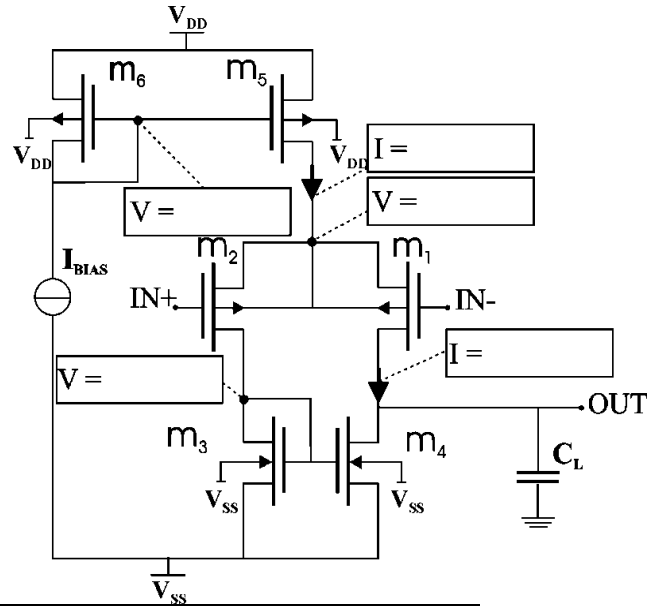 V_DD
m_6
m_5
V_DD
V_DD
I =
V =
V =
m_2
m_1
I_BIAS
IN+
IN-
I =
V =
OUT
m_3
m_4
C_L
V_SS
V_SS
V_SS